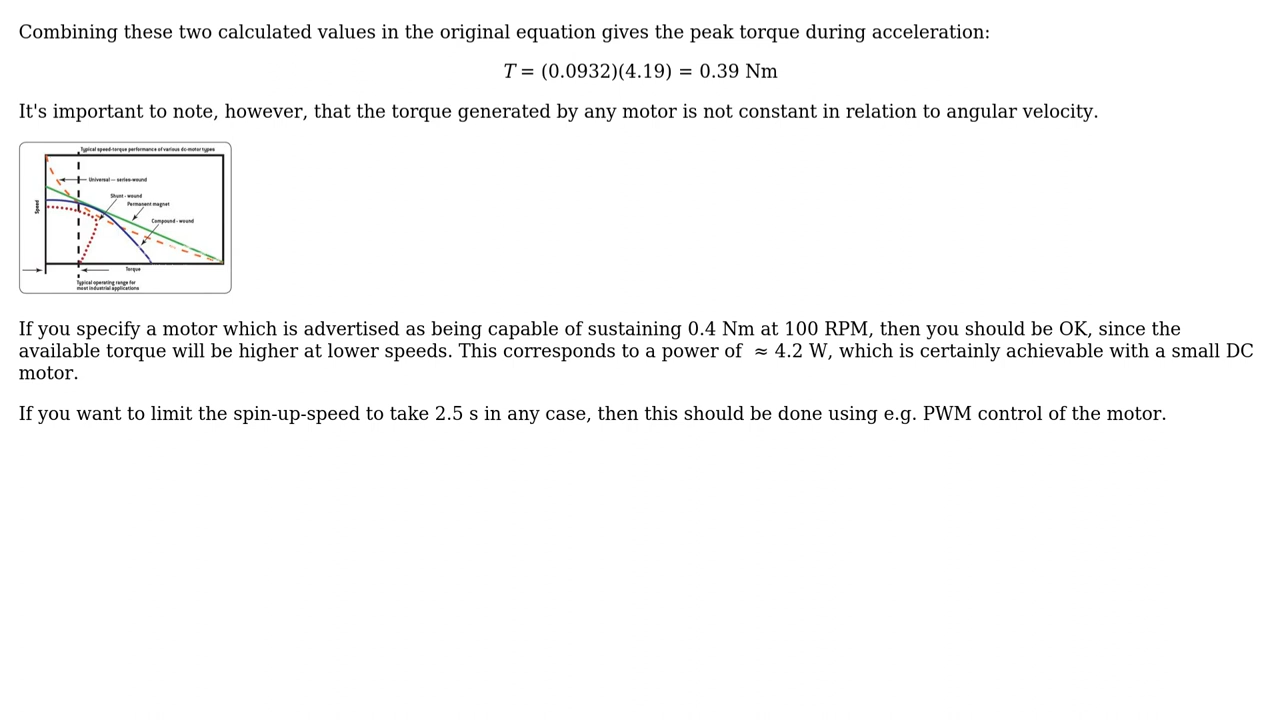 Combining these two calculated values in the original equation gives the peak torque during acceleration:
T = (0.0932)(4.19) = 0.39 Nm
It's important to note, however, that the torque generated by any motor is not constant in relation to angular velocity.
Typical speed-torque performance of various dc-motor types
Universal — series-wound
Shunt - wound
Permanent magnet
Speed
Compound - wound
Torque
Typical operating range for
most industrial applications
If you specify a motor which is advertised as being capable of sustaining 0.4 Nm at 100 RPM, then you should be OK, since the
available torque will be higher at lower speeds. This corresponds to a power of ≈ 4.2 W, which is certainly achievable with a small DC
motor.
If you want to limit the spin-up-speed to take 2.5 s in any case, then this should be done using e.g. PWM control of the motor.